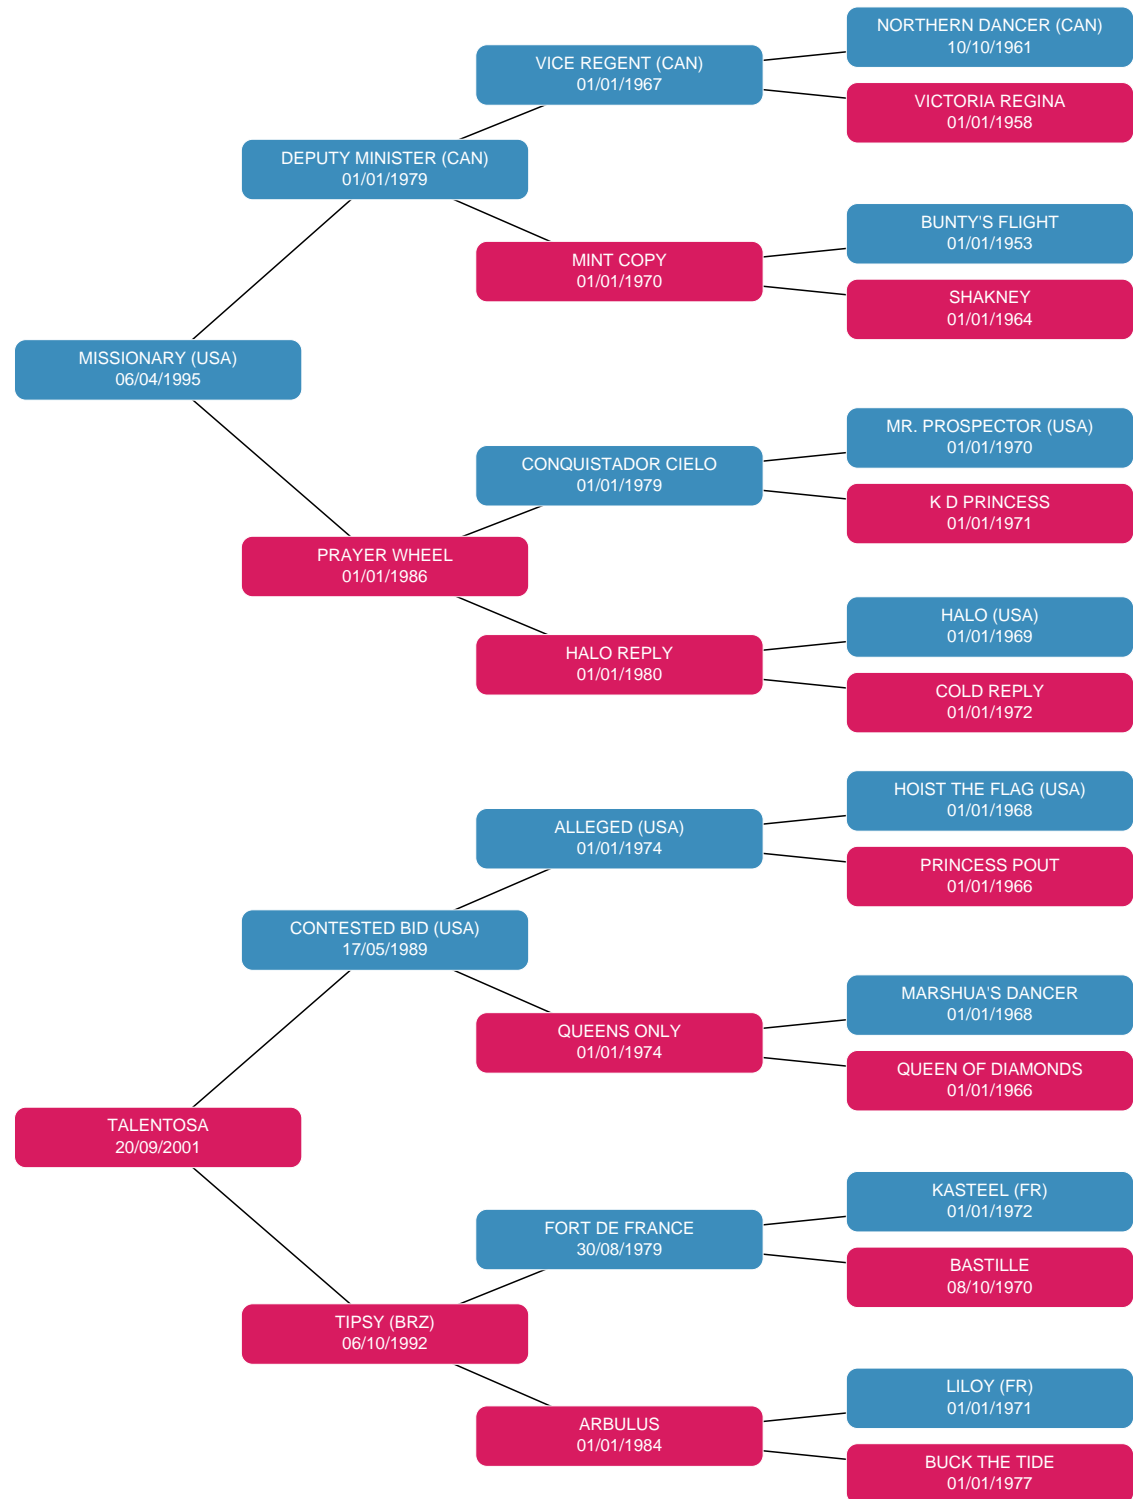 NORTHERN DANCER (CAN)
10/10/1961
VICE REGENT (CAN)
01/01/1967
VICTORIA REGINA
01/01/1958
DEPUTY MINISTER (CAN)
01/01/1979
BUNTY'S FLIGHT
01/01/1953
MINT COPY
01/01/1970
SHAKNEY
01/01/1964
MISSIONARY (USA)
06/04/1995
MR. PROSPECTOR (USA)
01/01/1970
CONQUISTADOR CIELO
01/01/1979
K D PRINCESS
01/01/1971
PRAYER WHEEL
01/01/1986
HALO (USA)
01/01/1969
HALO REPLY
01/01/1980
COLD REPLY
01/01/1972
HOIST THE FLAG (USA)
01/01/1968
ALLEGED (USA)
01/01/1974
PRINCESS POUT
01/01/1966
CONTESTED BID (USA)
17/05/1989
MARSHUA'S DANCER
01/01/1968
QUEENS ONLY
01/01/1974
QUEEN OF DIAMONDS
01/01/1966
TALENTOSA
20/09/2001
KASTEEL (FR)
01/01/1972
FORT DE FRANCE
30/08/1979
BASTILLE
08/10/1970
TIPSY (BRZ)
06/10/1992
LILOY (FR)
01/01/1971
ARBULUS
01/01/1984
BUCK THE TIDE
01/01/1977